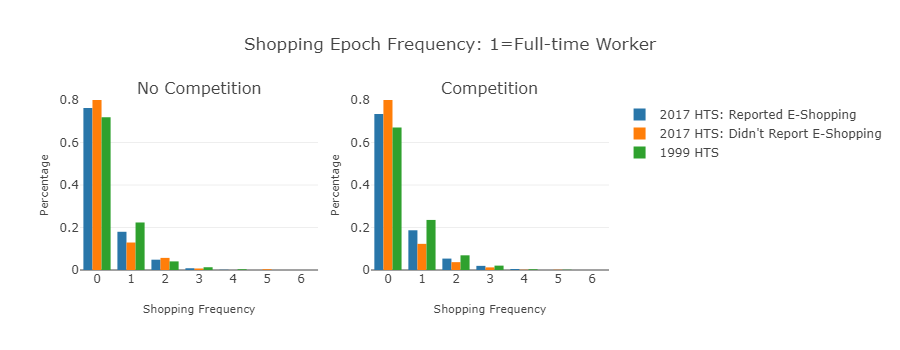 Shopping Epoch Frequency: 1=Full-time Worker
No Competition
Competition
0.8
0.6
0.4
0.2
0
Percentage
0 1 2 3 4 5 6
Shopping Frequency
0.8
0.6
0.4
0.2
0
Percentage
0 1 2 3 4 5 6
Shopping Frequency
2017 HTS: Reported E-Shopping
2017 HTS: Didn't Report E-Shopping
1999 HTS